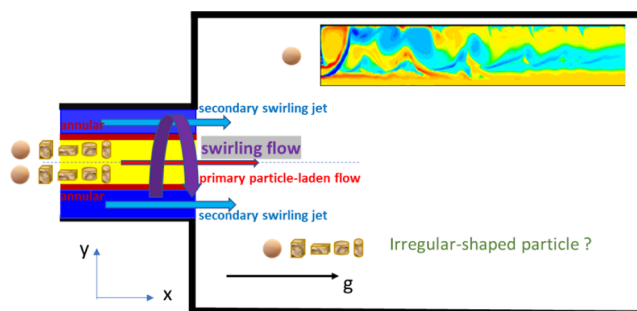 secondary swirling jet
annular
swirling flow
primary particle-laden flow
annular
secondary swirling jet
Irregular-shaped particle ?
y
x
g